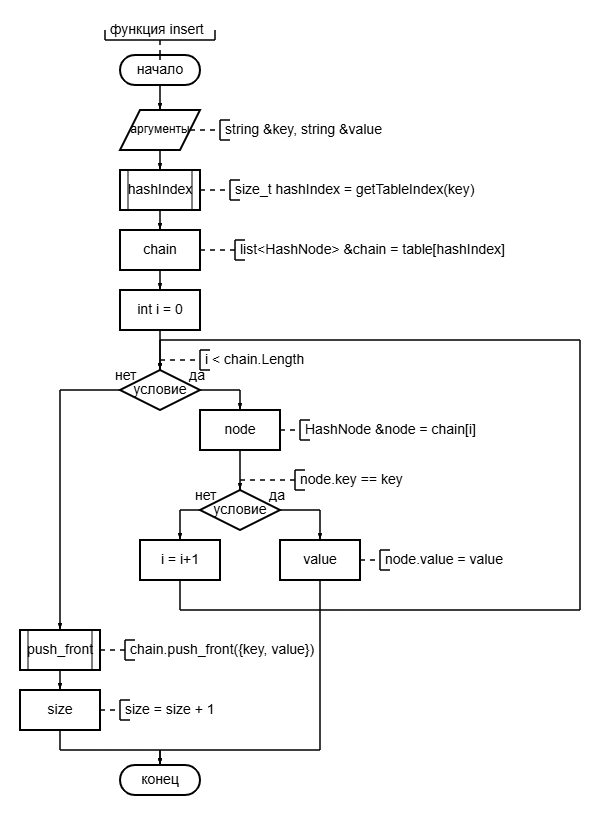 функция insert
начало
аргументы
string &key, string &value
hashIndex
size_t hashIndex = getTableIndex(key)
chain
list<HashNode> &chain = table[hashIndex]
int i = 0
i < chain.Length
нет
да
условие
node
HashNode &node = chain[i]
node.key == key
нет
да
условие
i = i+1
value
node.value = value
push_front
chain.push_front({key, value})
size
size = size + 1
конец